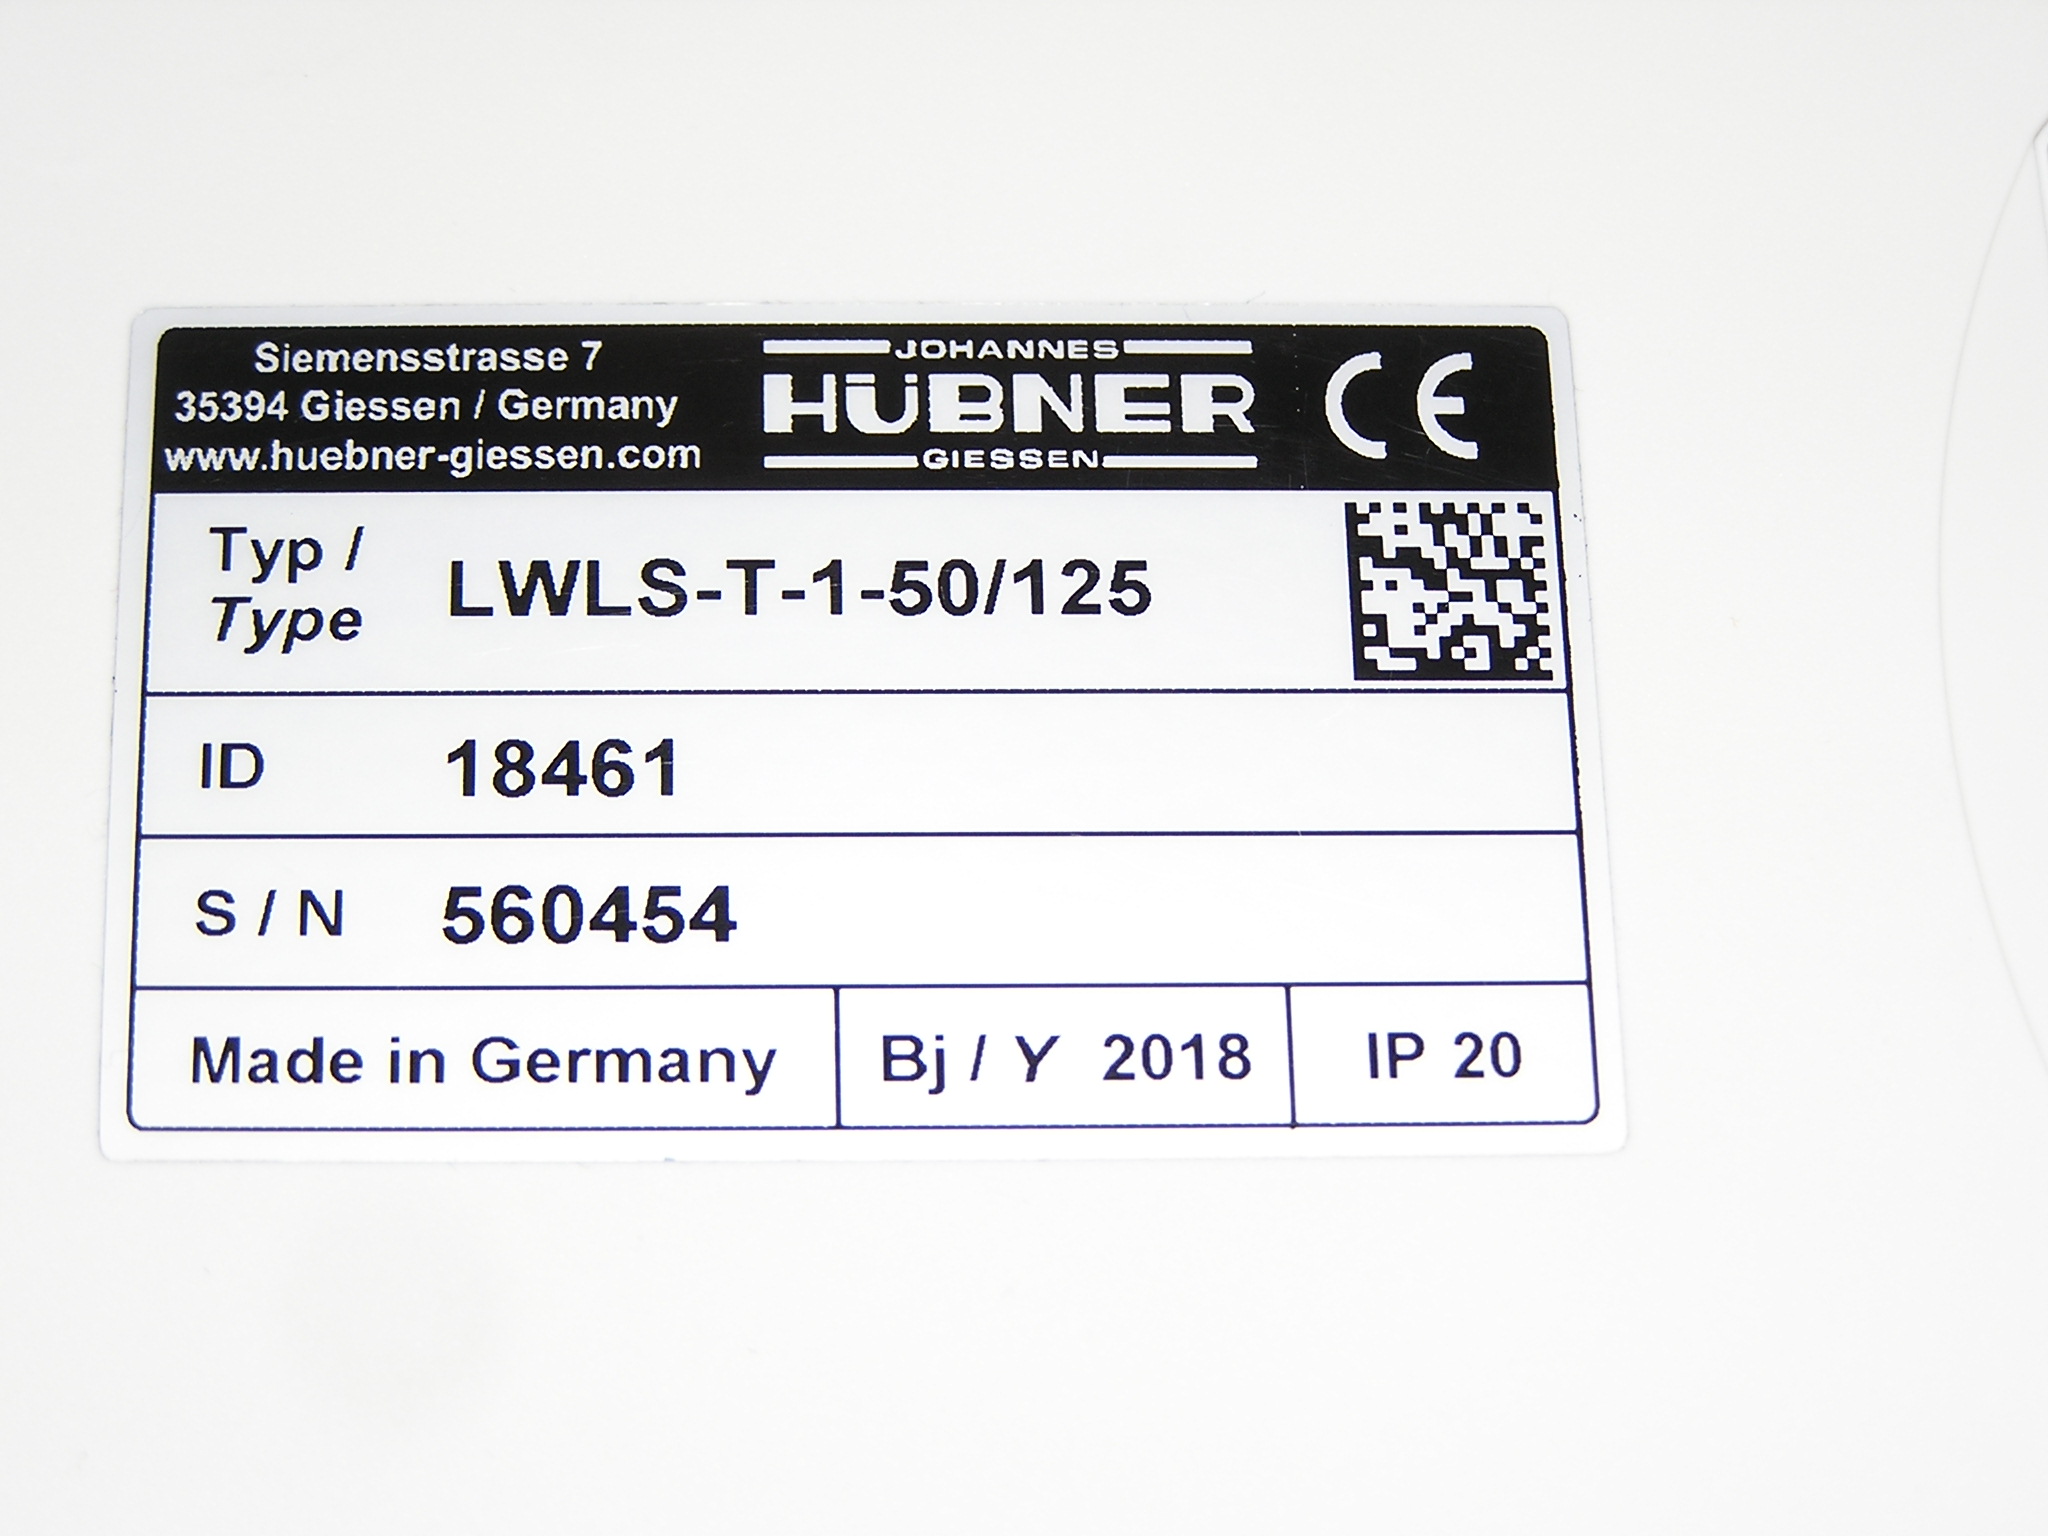 Siemensstrasse 7
35394 Giessen / Germany
www.huebner-giessen.com
JOHANNES
HÜBNER
GIESSEN
CE
Typ /
Type
LWLS-T-1-50/125
ID 18461
S / N 560454
Made in Germany Bj / Y 2018 IP 20